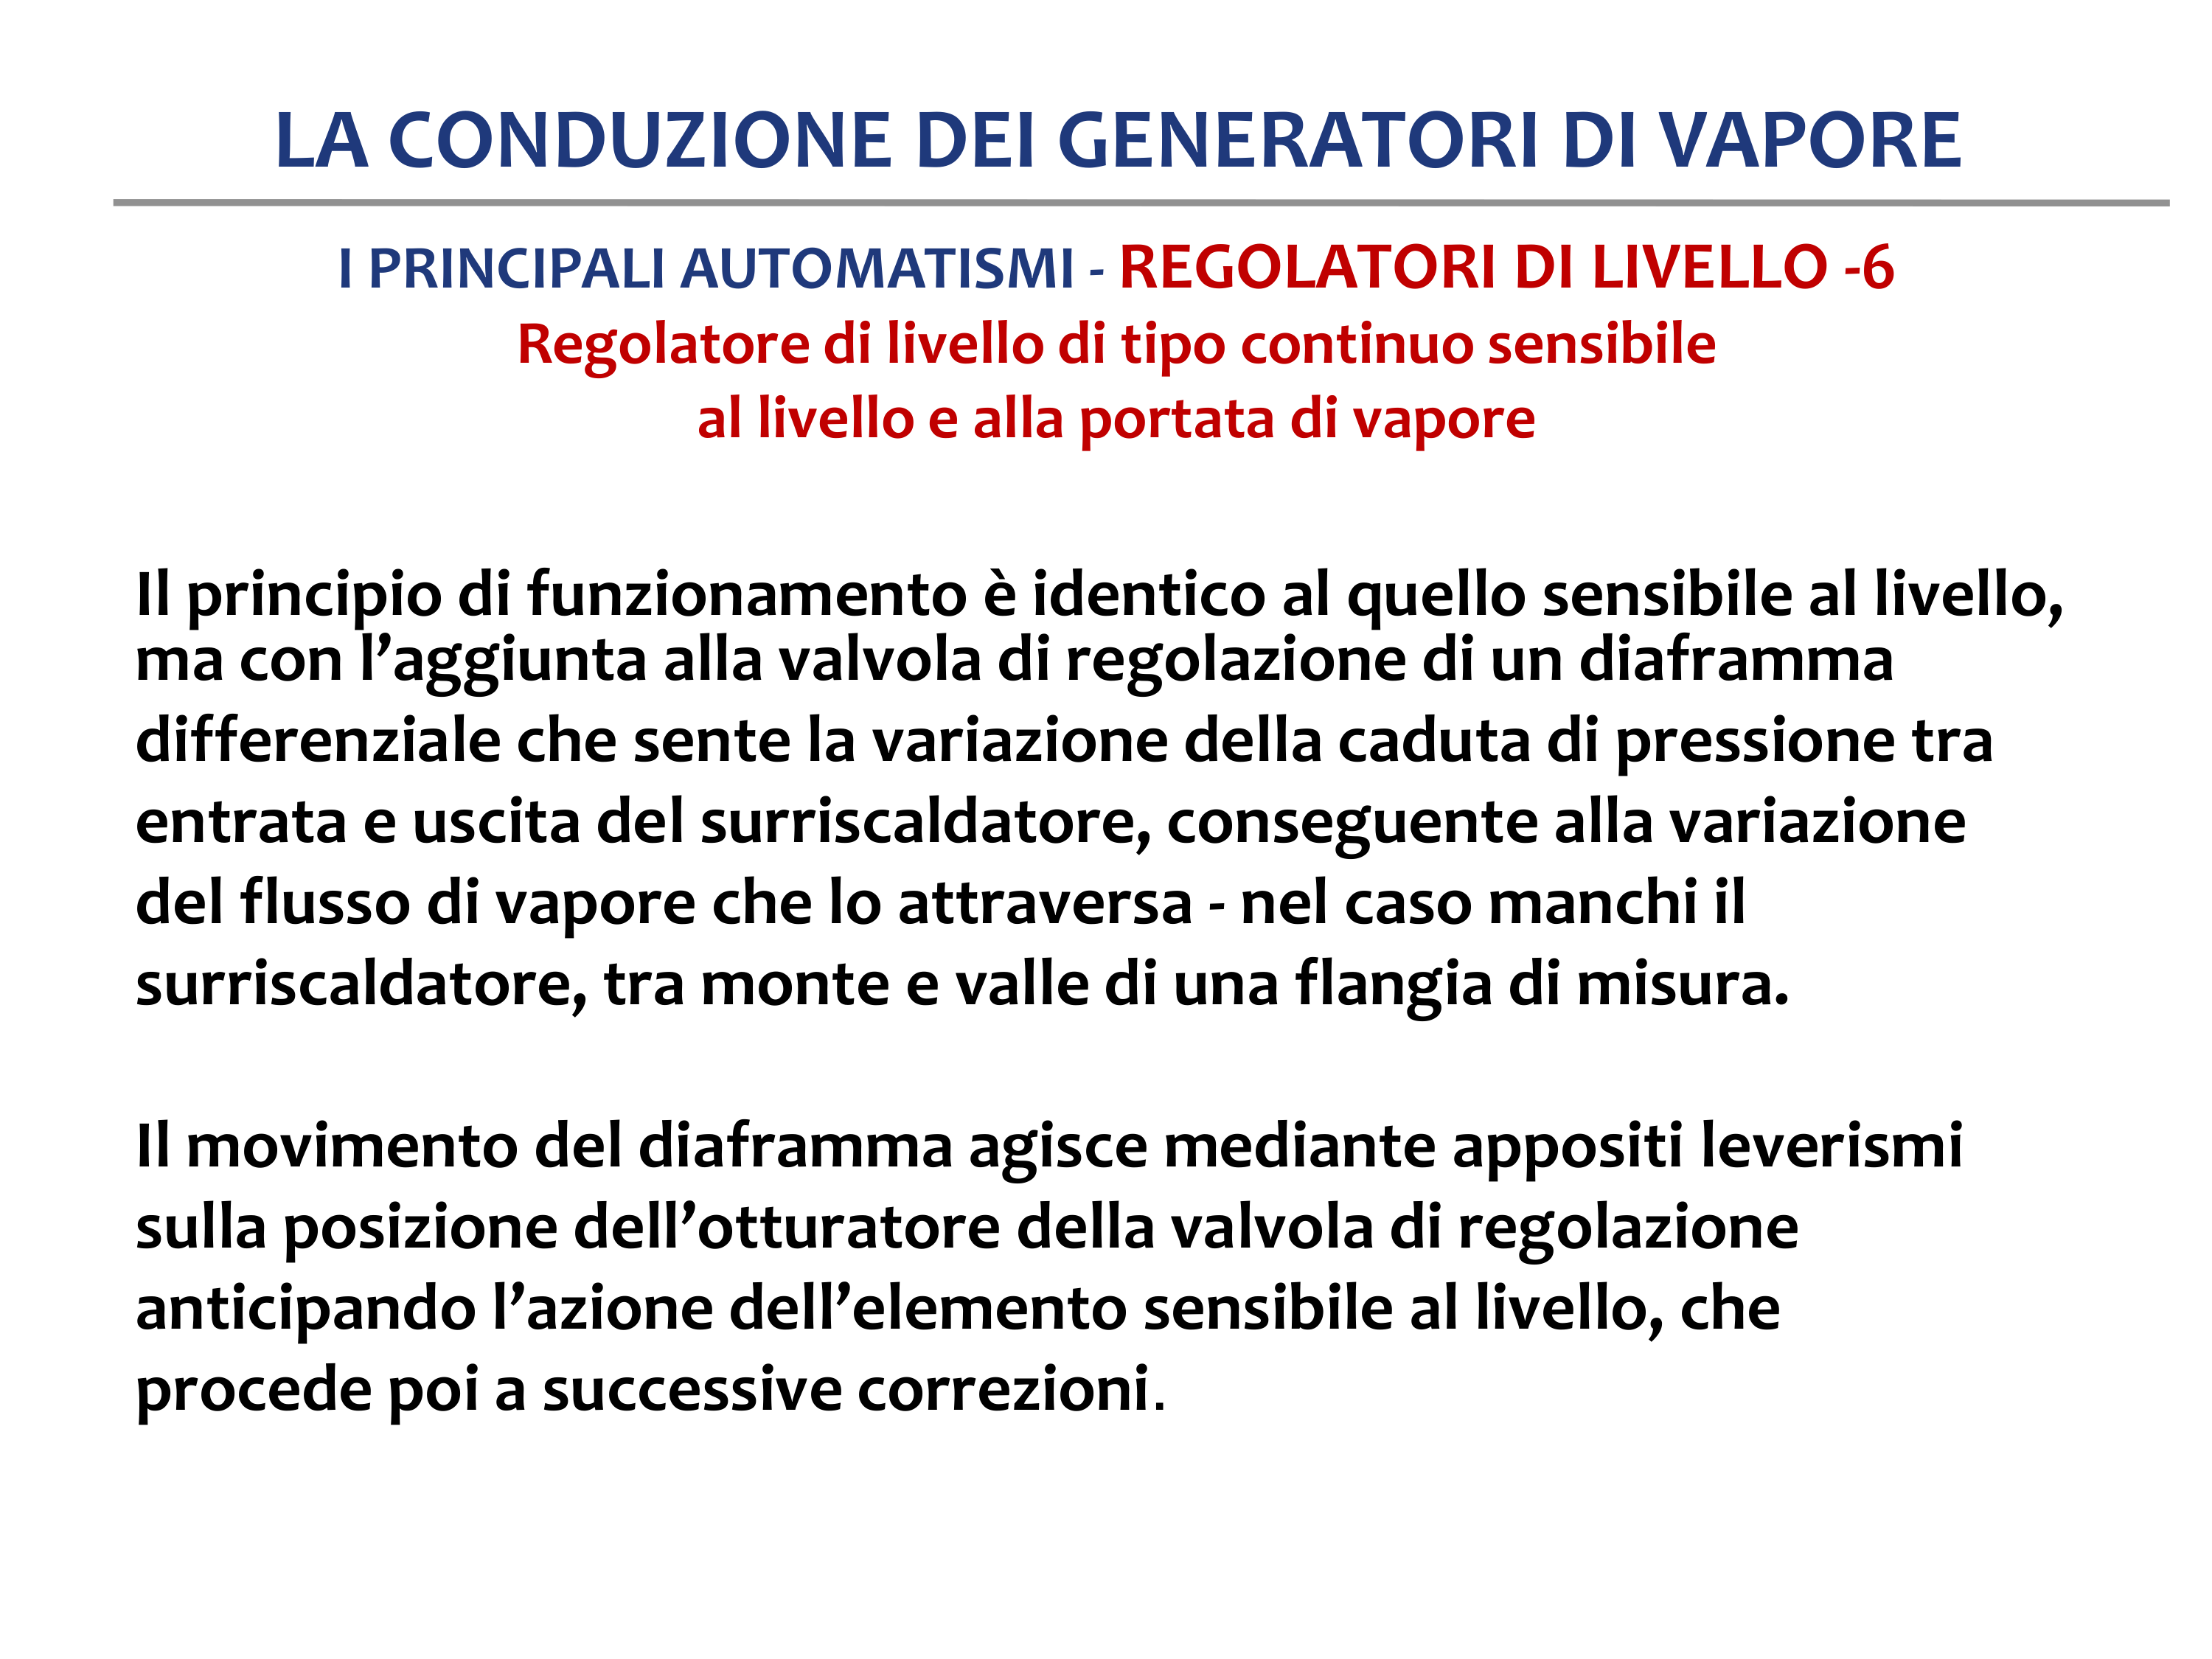 LA CONDUZIONE DEI GENERATORI DI VAPORE
I PRINCIPALI AUTOMATISMI - REGOLATORI DI LIVELLO -6
Regolatore di livello di tipo continuo sensibile
al livello e alla portata di vapore
Il principio di funzionamento è identico al quello sensibile al livello,
ma con l’aggiunta alla valvola di regolazione di un diaframma
differenziale che sente la variazione della caduta di pressione tra
entrata e uscita del surriscaldatore, conseguente alla variazione
del flusso di vapore che lo attraversa - nel caso manchi il
surriscaldatore, tra monte e valle di una flangia di misura.
Il movimento del diaframma agisce mediante appositi leverismi
sulla posizione dell’otturatore della valvola di regolazione
anticipando l’azione dell’elemento sensibile al livello, che
procede poi a successive correzioni.